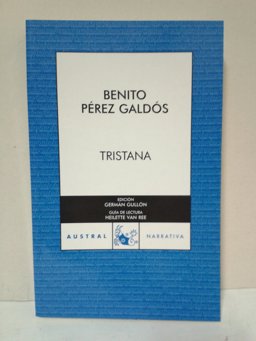 BENITO
PÉREZ GALDÓS
TRISTANA
EDICIÓN
GERMÁN GULLÓN
GUÍA DE LECTURA
HEILETTE VAN REE
AUSTRAL NARRATIVA